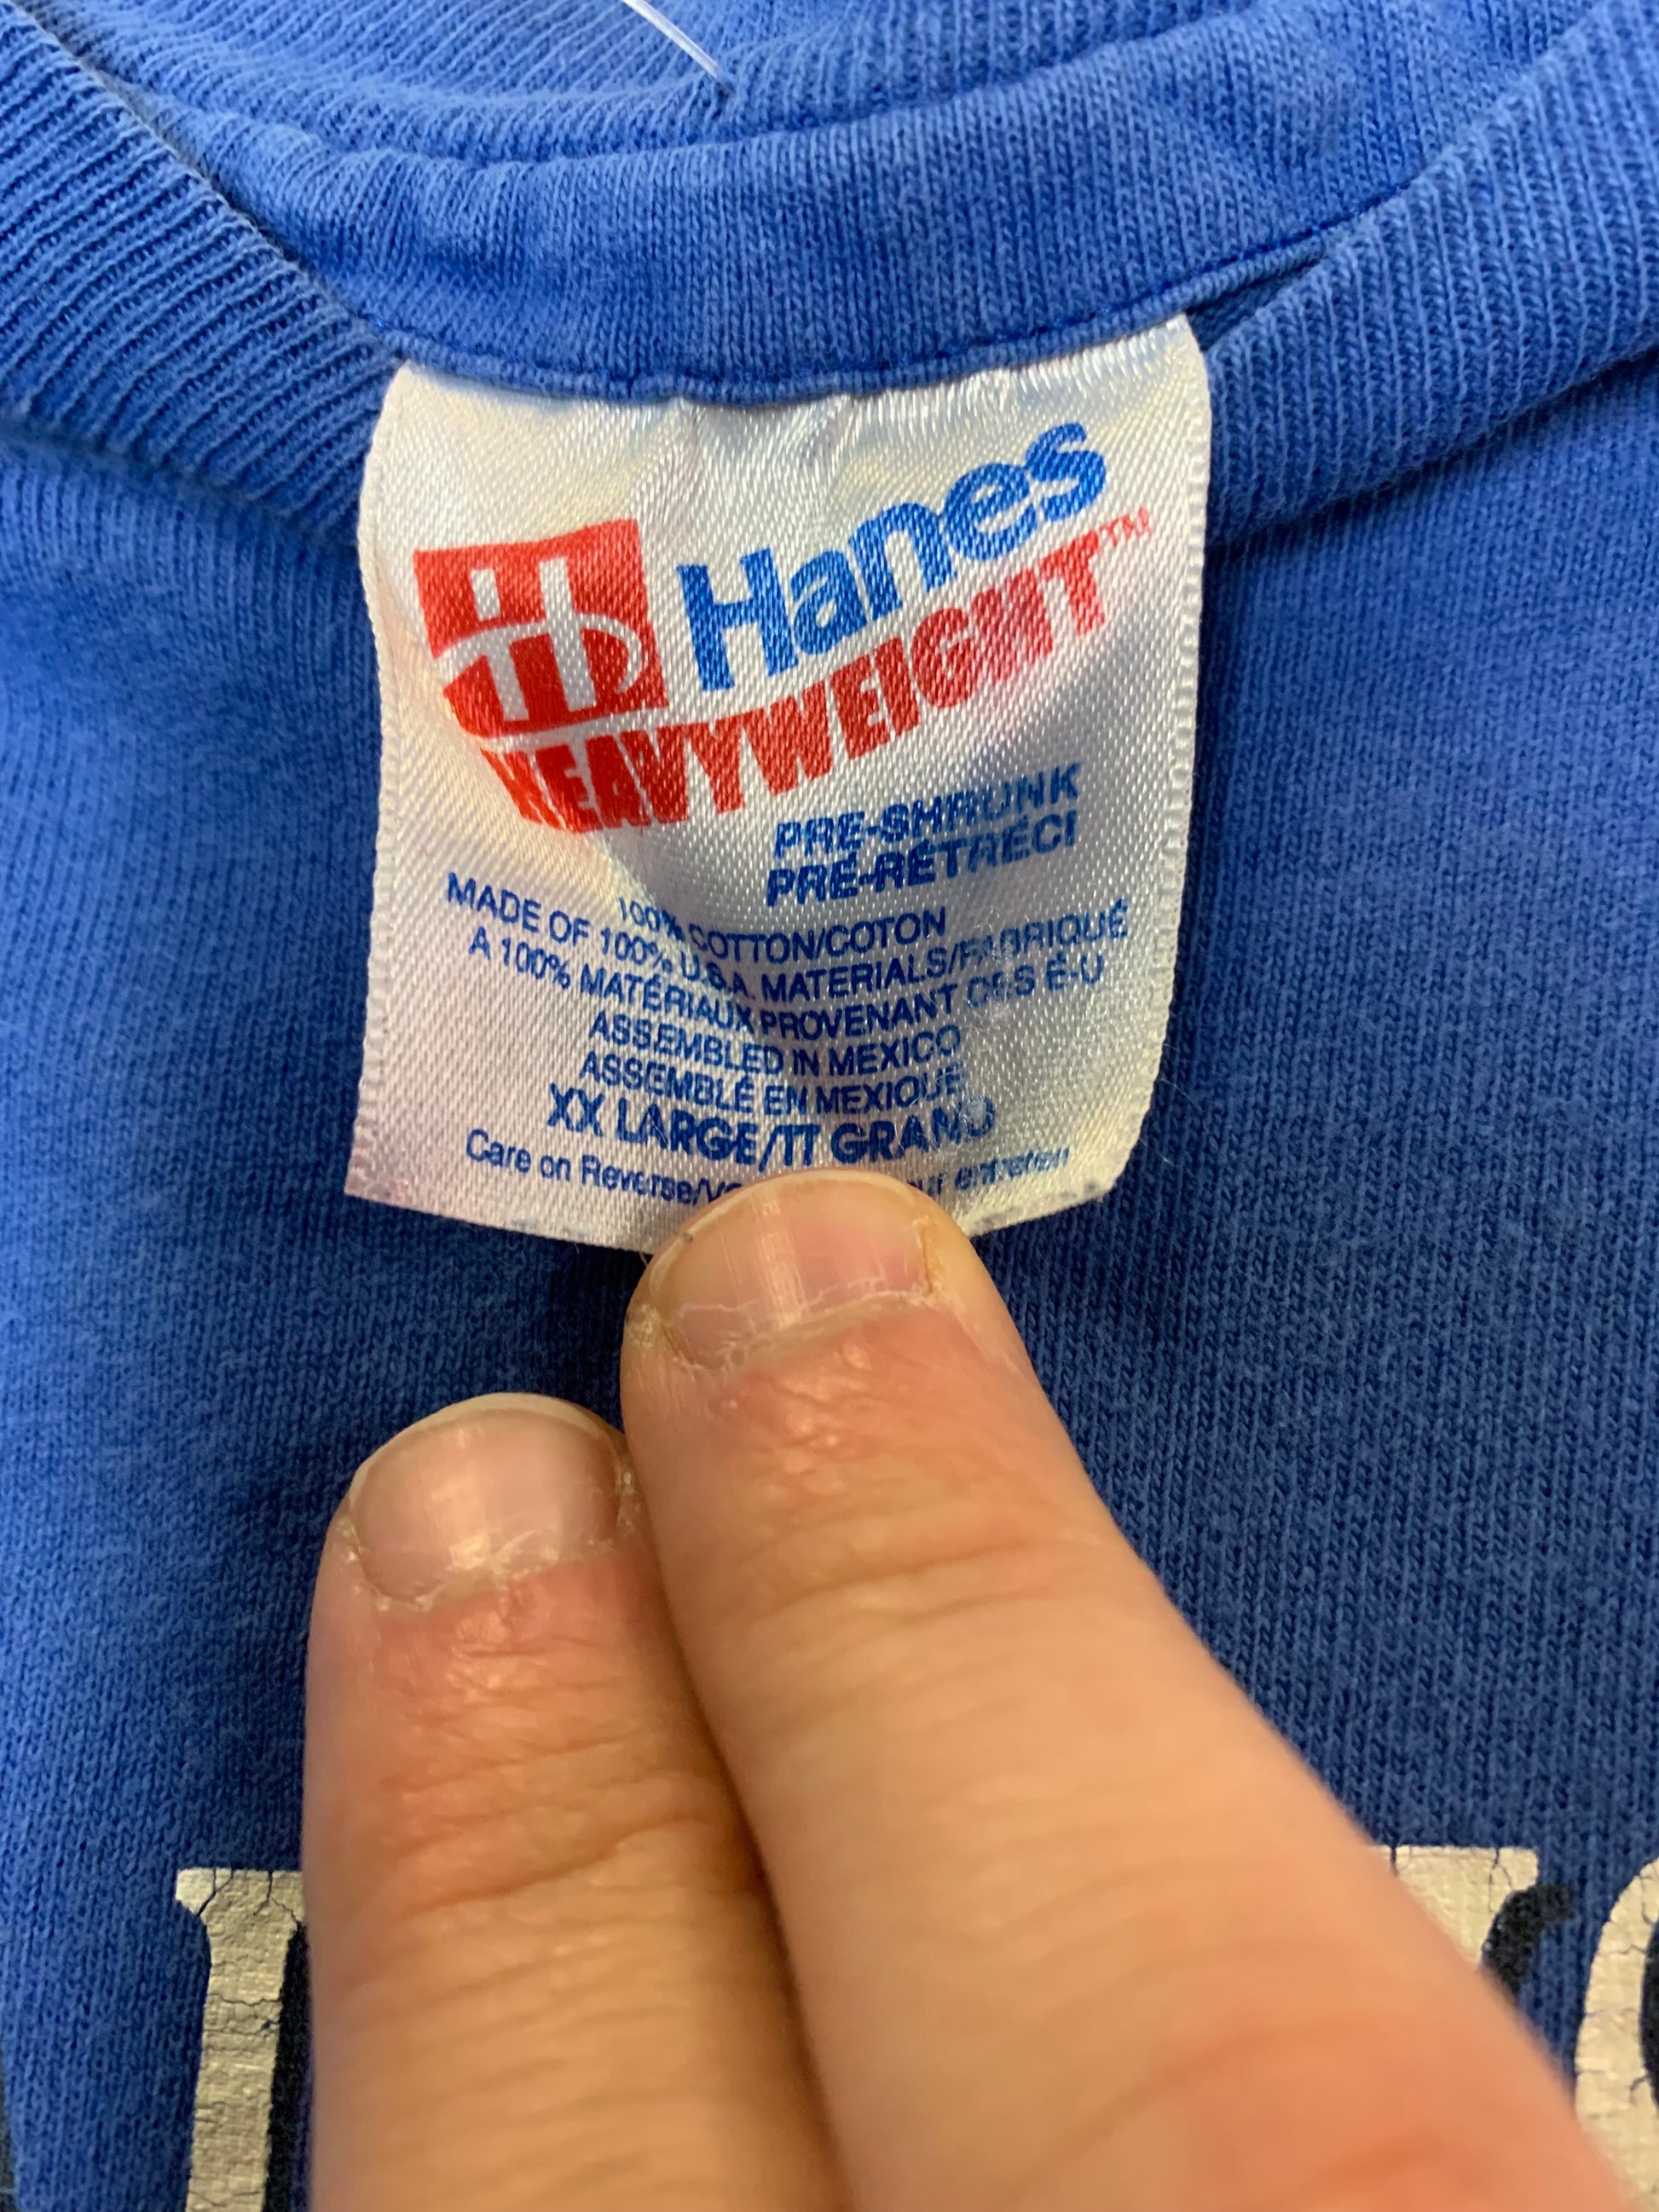 Hanes
HEAVYWEIGHT™
PRE-SHRUNK
PRÉ-RÉTRÉCI
100% COTTON/COTON
MADE OF 100% U.S.A. MATERIALS/FABRIQUÉ
A 100% MATÉRIAUX PROVENANT DES É-U
ASSEMBLED IN MEXICO
ASSEMBLÉ EN MEXIQUE
XX LARGE/TT GRAND
Care on Reverse/ entretien